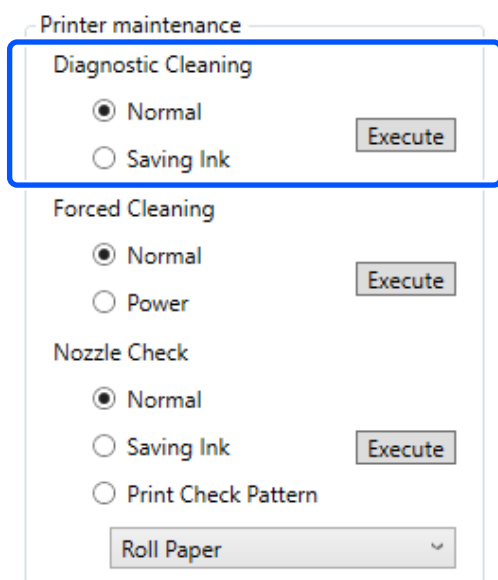 Printer maintenance
Diagnostic Cleaning
Normal
Execute
Saving Ink
Forced Cleaning
Normal
Execute
Power
Nozzle Check
Normal
Saving Ink
Execute
Print Check Pattern
Roll Paper